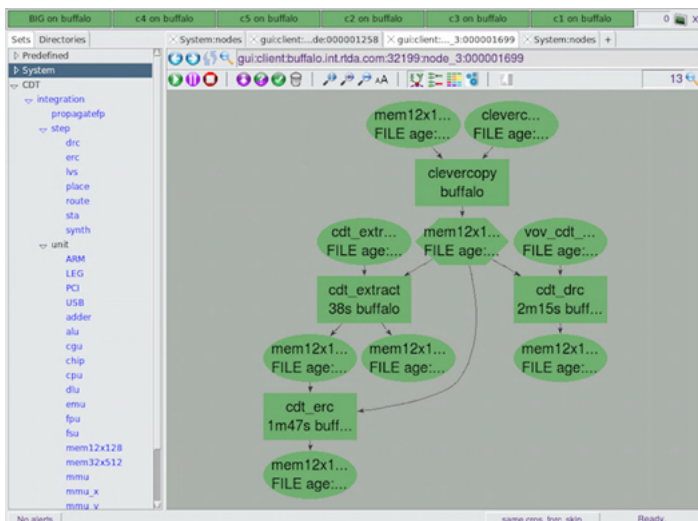 BIG on buffalo
c4 on buffalo
c5 on buffalo
c2 on buffalo
c3 on buffalo
c1 on buffalo
0
X
Sets Directories
System:nodes
gui:client:...de:000001258
gui:client:..._3:000001699
System:nodes
+
gui:client:buffalo.int.rtda.com:32199:node_3:000001699
13
Predefined
System
CDT
integration
propagatefp
step
drc
erc
lvs
place
route
sta
synth
unit
ARM
LEG
PCI
USB
adder
alu
cgu
chip
cpu
dlu
emu
fpu
fsu
mem12x128
mem32x512
mmu
mmu_x
mmu_y
mem12x1...
FILE age:...
cleverc...
FILE age:...
clevercopy
buffalo
cdt_extr...
FILE age:...
mem12x1...
FILE age:...
vov_cdt_...
FILE age:...
cdt_extract
38s buffalo
cdt_drc
2m15s buff...
mem12x1...
FILE age:...
mem12x1...
FILE age:...
mem12x1...
FILE age:...
cdt_erc
1m47s buff...
mem12x1...
FILE age:...
No alerts
Ready.